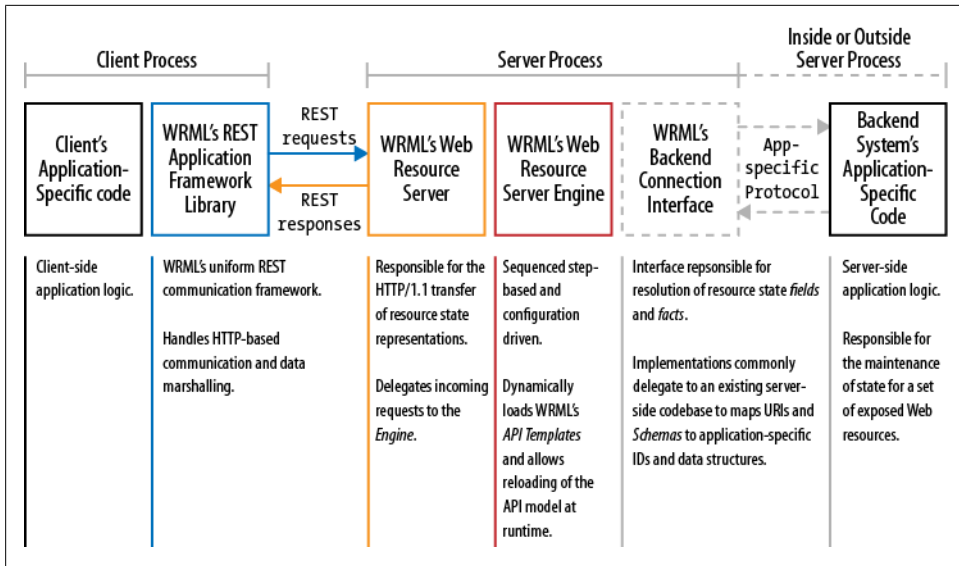 Inside or Outside
Server Process
Client Process
Server Process
Client's
Application-
Specific code
WRML's REST
Application
Framework
Library
REST
requests
REST
responses
WRML's Web
Resource
Server
WRML's Web
Resource
Server Engine
WRML's
Backend
Connection
Interface
App-
specific
Protocol
Backend
System's
Application-
Specific
Code
Client-side
application logic.
WRML's uniform REST
communication framework.
Handles HTTP-based
communication and data
marshalling.
Responsible for the
HTTP/1.1 transfer
of resource state
representations.
Delegates incoming
requests to the
Engine.
Sequenced step-
based and
configuration
driven.
Dynamically
loads WRML's
API Templates
and allows
reloading of the
API model at
runtime.
Interface repsonsible for
resolution of resource state fields
and facts.
Implementations commonly
delegate to an existing server-
side codebase to maps URIs and
Schemas to application-specific
IDs and data structures.
Server-side
application logic.
Responsible for
the maintenance
of state for a set
of exposed Web
resources.